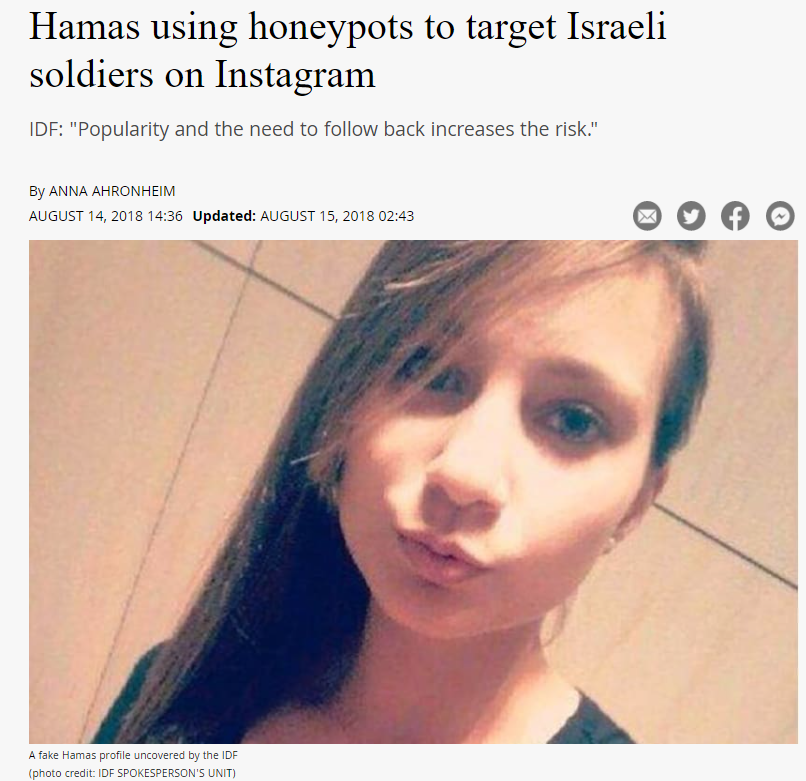 Hamas using honeypots to target Israeli
soldiers on Instagram
IDF: "Popularity and the need to follow back increases the risk."
By ANNA AHRONHEIM
AUGUST 14, 2018 14:36 Updated: AUGUST 15, 2018 02:43
A fake Hamas profile uncovered by the IDF
(photo credit: IDF SPOKESPERSON'S UNIT)